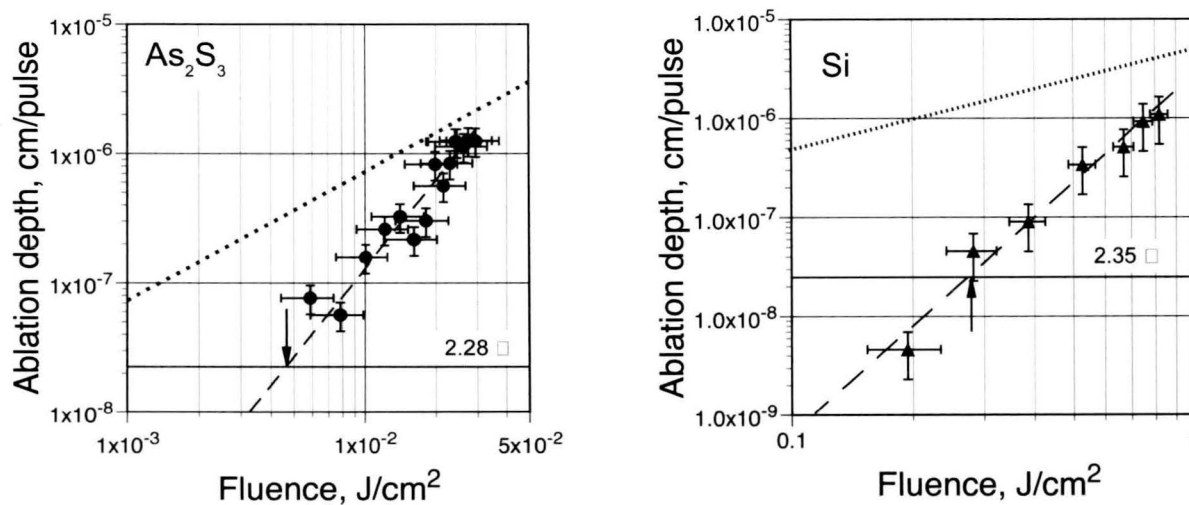 As₂S₃
Ablation depth, cm/pulse
1x10⁻⁵
1x10⁻⁶
1x10⁻⁷
1x10⁻⁸
2.28 □
1x10⁻³
1x10⁻²
5x10⁻²
Fluence, J/cm²
Si
Ablation depth, cm/pulse
1.0x10⁻⁵
1.0x10⁻⁶
1.0x10⁻⁷
1.0x10⁻⁸
1.0x10⁻⁹
2.35 □
0.1
Fluence, J/cm²